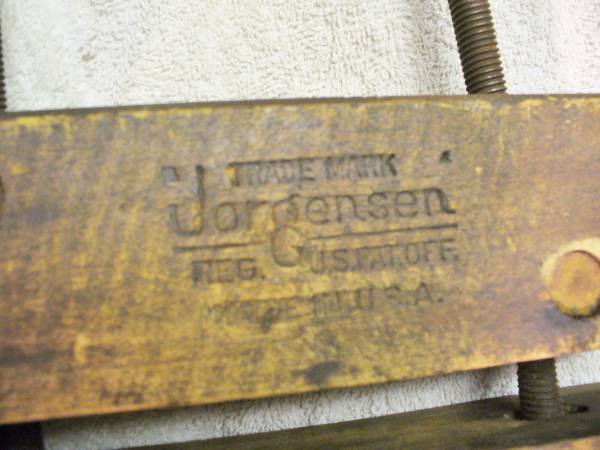 TRADE MARK
Jorgensen
REG. U.S. PAT. OFF.
MADE IN U.S.A.